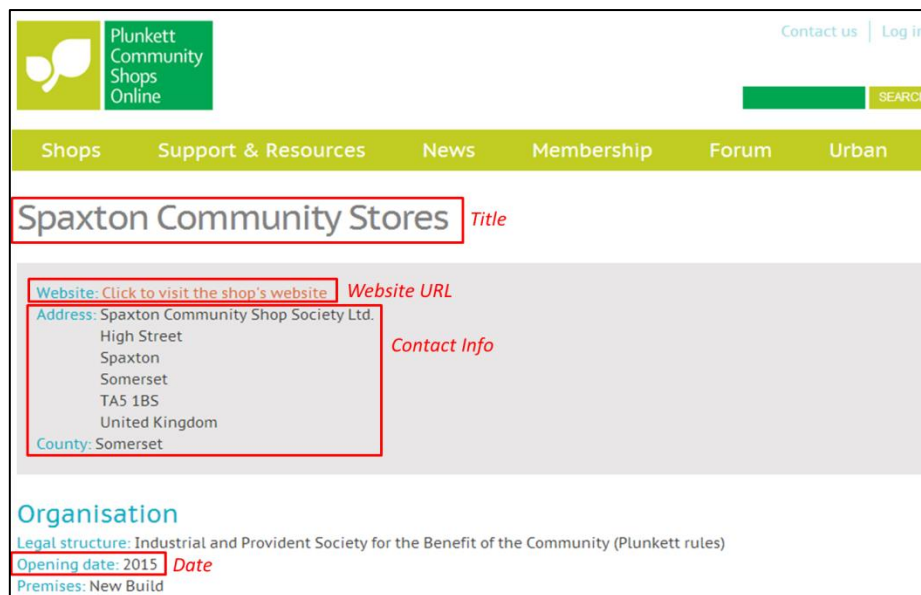 Plunkett
Community
Shops
Online
Contact us | Log in
SEARCH
Shops Support & Resources News Membership Forum Urban
Spaxton Community Stores Title
Website: Click to visit the shop's website Website URL
Address: Spaxton Community Shop Society Ltd.
High Street Contact Info
Spaxton
Somerset
TA5 1BS
United Kingdom
County: Somerset
Organisation
Legal structure: Industrial and Provident Society for the Benefit of the Community (Plunkett rules)
Opening date: 2015 Date
Premises: New Build